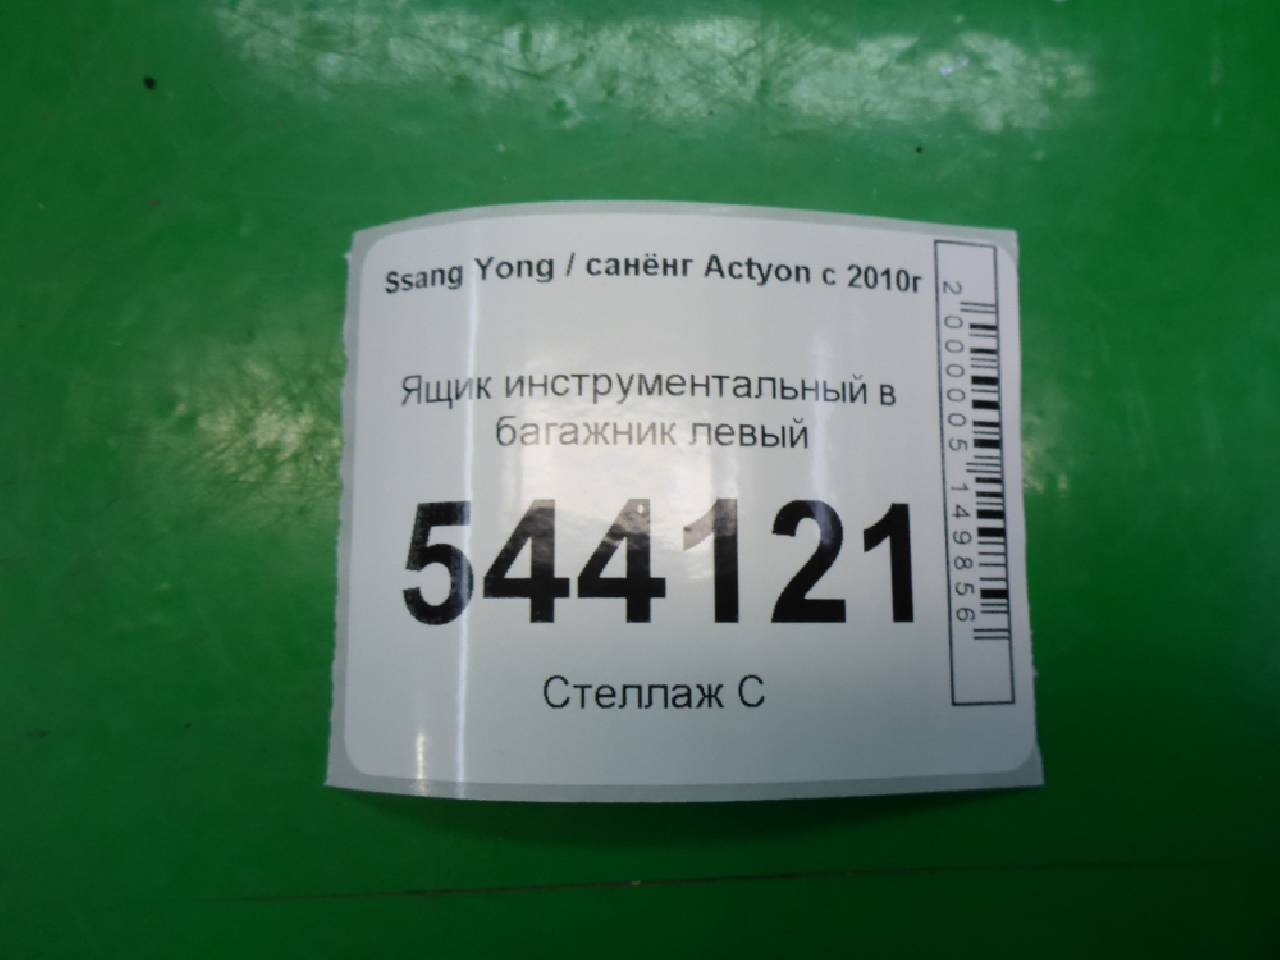 Ssang Yong / санёнг Actyon с 2010г
Ящик инструментальный в
багажник левый
544121
Стеллаж С
2000005149856